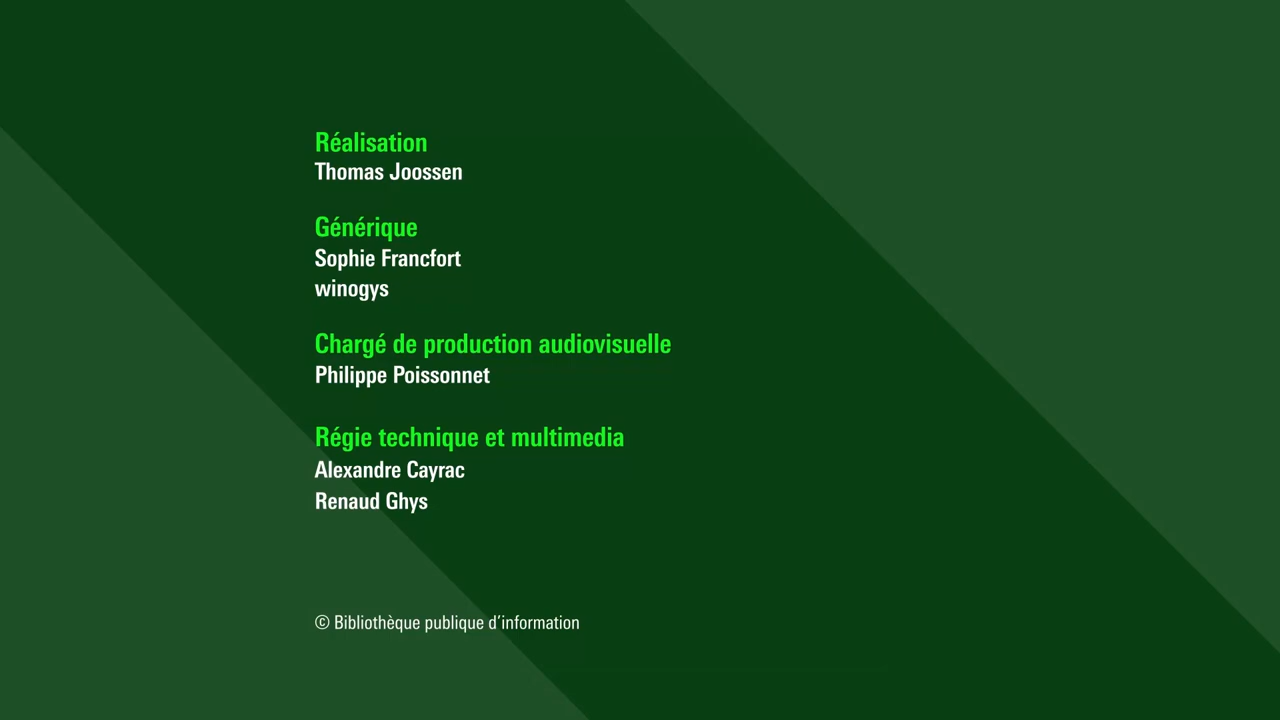 Réalisation
Thomas Joossen
Générique
Sophie Francfort
winogys
Chargé de production audiovisuelle
Philippe Poissonnet
Régie technique et multimedia
Alexandre Cayrac
Renaud Ghys
© Bibliothèque publique d’information